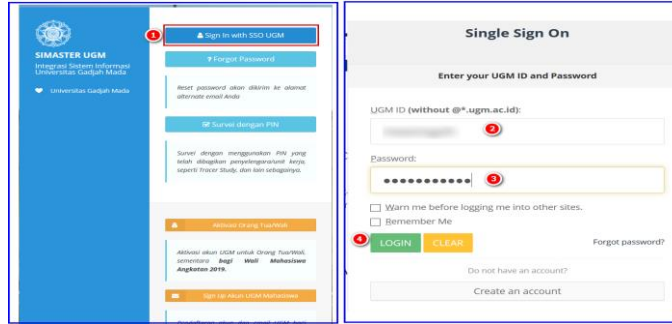 SIMASTER UGM
Integrasi Sistem Informasi
Universitas Gadjah Mada
Universitas Gadjah Mada
1
Sign In with SSO UGM
? Forgot Password
Reset password akan dikirim ke alamat
alternate email Anda
Survei dengan PIN
Survei dengan menggunakan PIN yang
telah dibagikan penyelenggara/unit kerja,
seperti Tracer Study, dan lain sebagainya.
Aktivasi Orang Tua/Wali
Aktivasi akun UGM untuk Orang Tua/Wali,
sementara bagi Wali Mahasiswa
Angkatan 2019.
Sign Up Akun UGM Mahasiswa
Single Sign On
Enter your UGM ID and Password
UGM ID (without @*.ugm.ac.id):
2
Password:
3
Warn me before logging me into other sites.
Remember Me
4
LOGIN
CLEAR
Forgot password?
Do not have an account?
Create an account